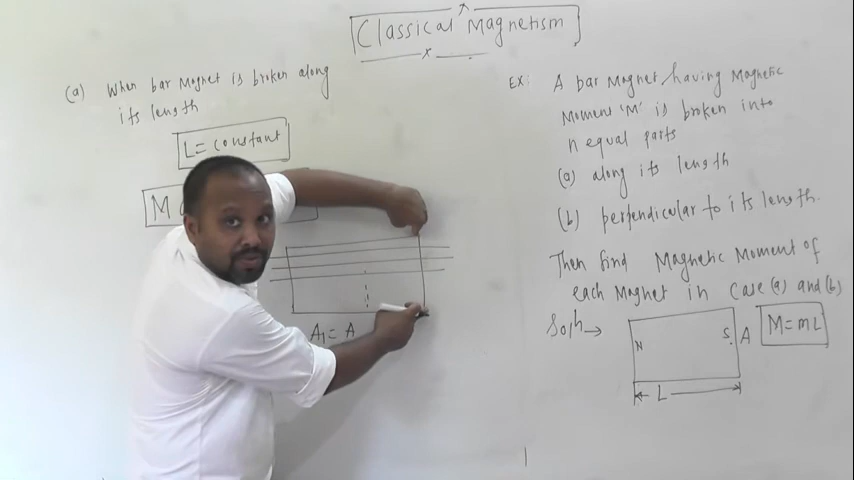 Classical Magnetism
(a) When bar Magnet is broken along
its length
L = constant
M
A₁ = A
Ex: A bar Magnet having Magnetic
Moment 'M' is broken into
n equal parts
(a) along its length
(b) perpendicular to its length.
Then find Magnetic Moment of
each Magnet in case (a) and (b)
Solⁿ →
N S A
L
M = mL